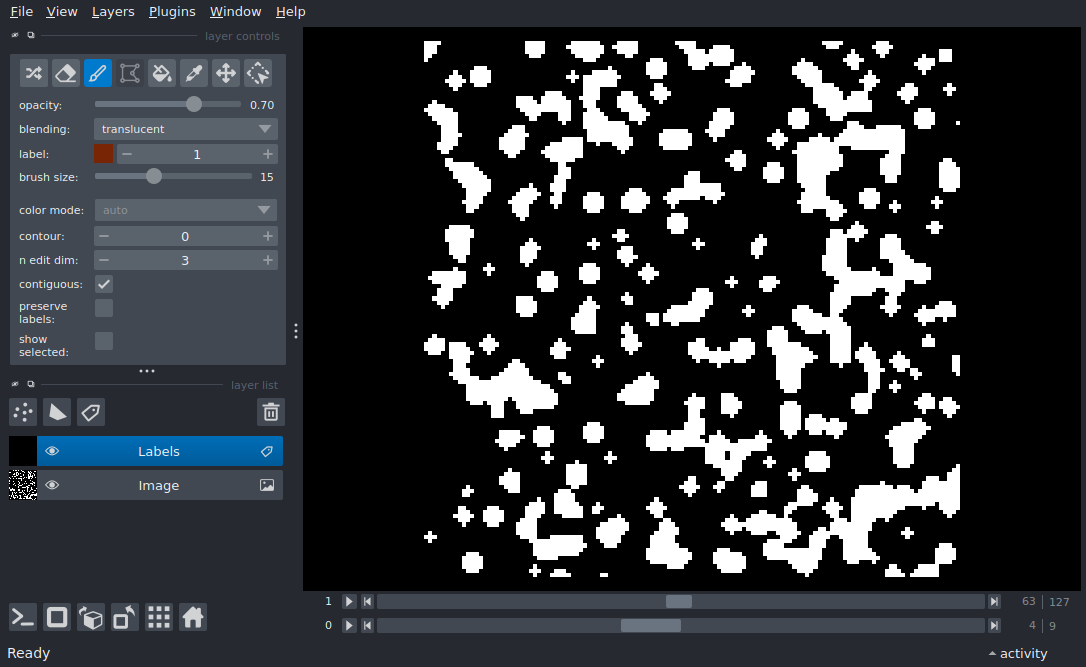 File View Layers Plugins Window Help
layer controls
opacity: 0.70
blending: translucent
label: 1
brush size: 15
color mode: auto
contour: 0
n edit dim: 3
contiguous:
preserve
labels:
show
selected:
layer list
Labels
Image
1 63 127
0 4 9
Ready activity